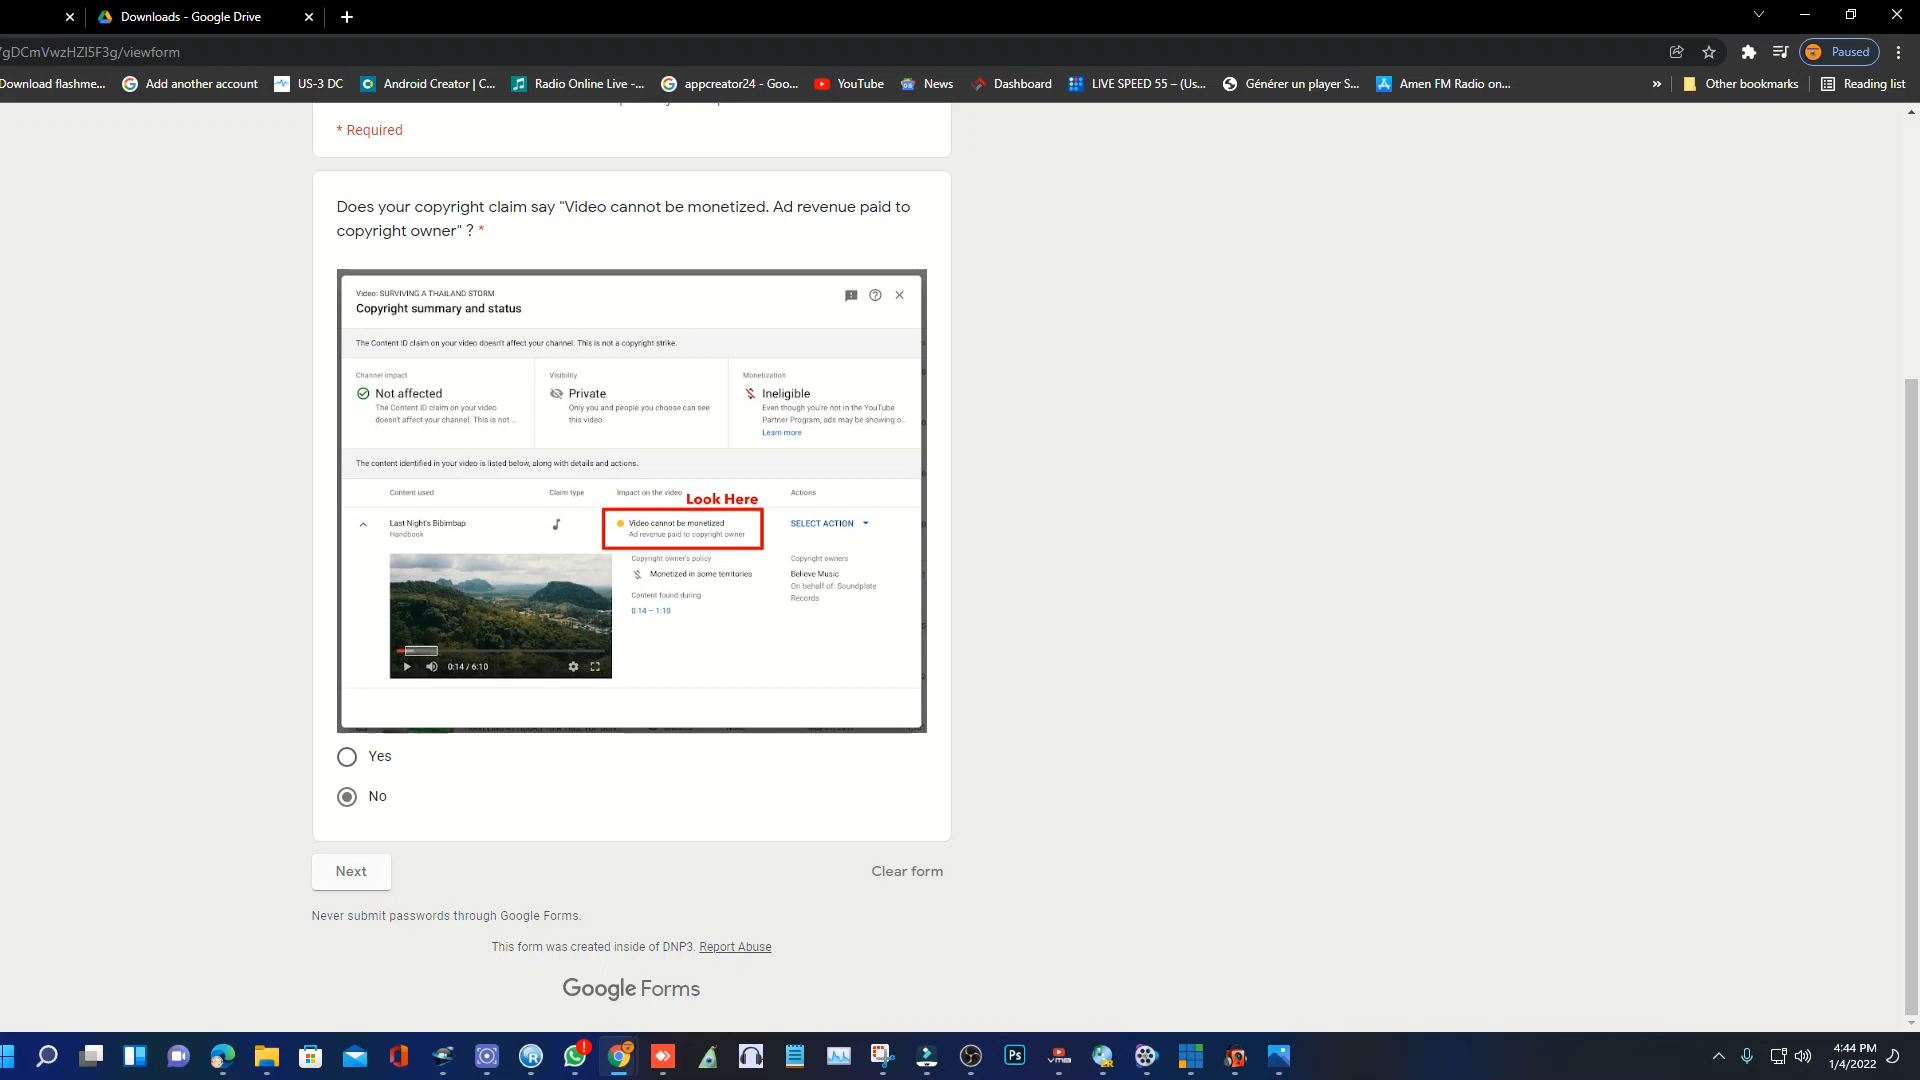 Downloads - Google Drive
7gDCmVwzHZI5F3g/viewform
Paused
Download flashme...
Add another account
US-3 DC
Android Creator | C...
Radio Online Live -...
appcreator24 - Goo...
YouTube
News
Dashboard
LIVE SPEED 55 – (Us...
Générer un player S...
Amen FM Radio on...
»
Other bookmarks
Reading list
* Required
Does your copyright claim say "Video cannot be monetized. Ad revenue paid to
copyright owner" ? *
Video: SURVIVING A THAILAND STORM
Copyright summary and status
The Content ID claim on your video doesn't affect your channel. This is not a copyright strike.
Channel impact
Not affected
The Content ID claim on your video
doesn't affect your channel. This is not ...
Visibility
Private
Only you and people you choose can see
this video.
Monetization
Ineligible
Even though you're not in the YouTube
Partner Program, ads may be showing o...
Learn more
The content identified in your video is listed below, along with details and actions.
Content used
Claim type
Impact on the video
Look Here
Actions
Last Night's Bibimbap
Handbook
Video cannot be monetized
Ad revenue paid to copyright owner
SELECT ACTION
Copyright owner's policy
Monetized in some territories
Content found during
0:14 – 1:10
Copyright owners
Believe Music
On behalf of: Soundplate
Records
0:14 / 6:10
Yes
No
Next
Clear form
Never submit passwords through Google Forms.
This form was created inside of DNP3. Report Abuse
Google Forms
Ps
4:44 PM
1/4/2022